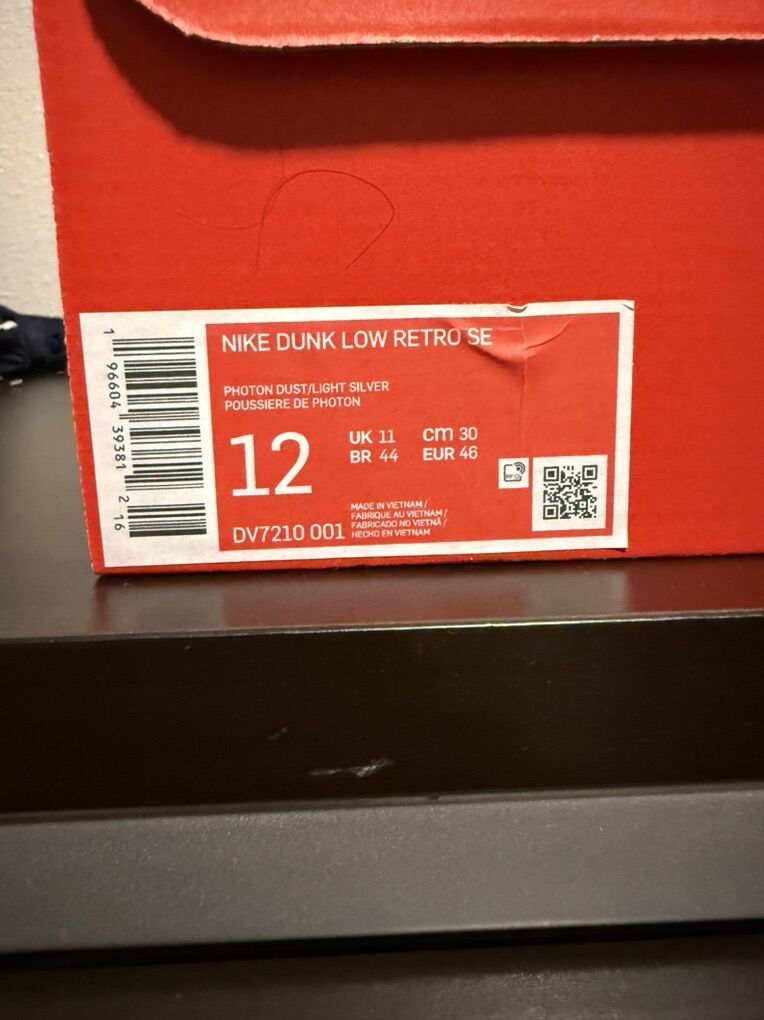 NIKE DUNK LOW RETRO SE
PHOTON DUST/LIGHT SILVER
POUSSIERE DE PHOTON
12
UK 11 cm 30
BR 44 EUR 46
DV7210 001
MADE IN VIETNAM /
FABRIQUE AU VIETNAM /
FABRICADO NO VIETNÃ /
HECHO EN VIETNAM
RFID
1 96604 39381 2 16